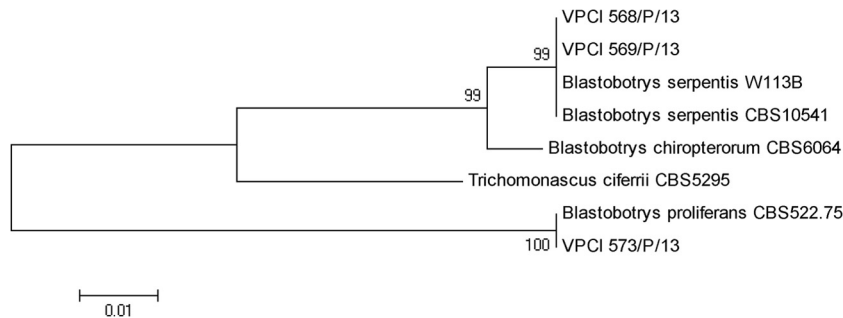 VPCI 568/P/13
VPCI 569/P/13
99
Blastobotrys serpentis W113B
99
Blastobotrys serpentis CBS10541
Blastobotrys chiropterorum CBS6064
Trichomonascus ciferrii CBS5295
Blastobotrys proliferans CBS522.75
100
VPCI 573/P/13
0.01